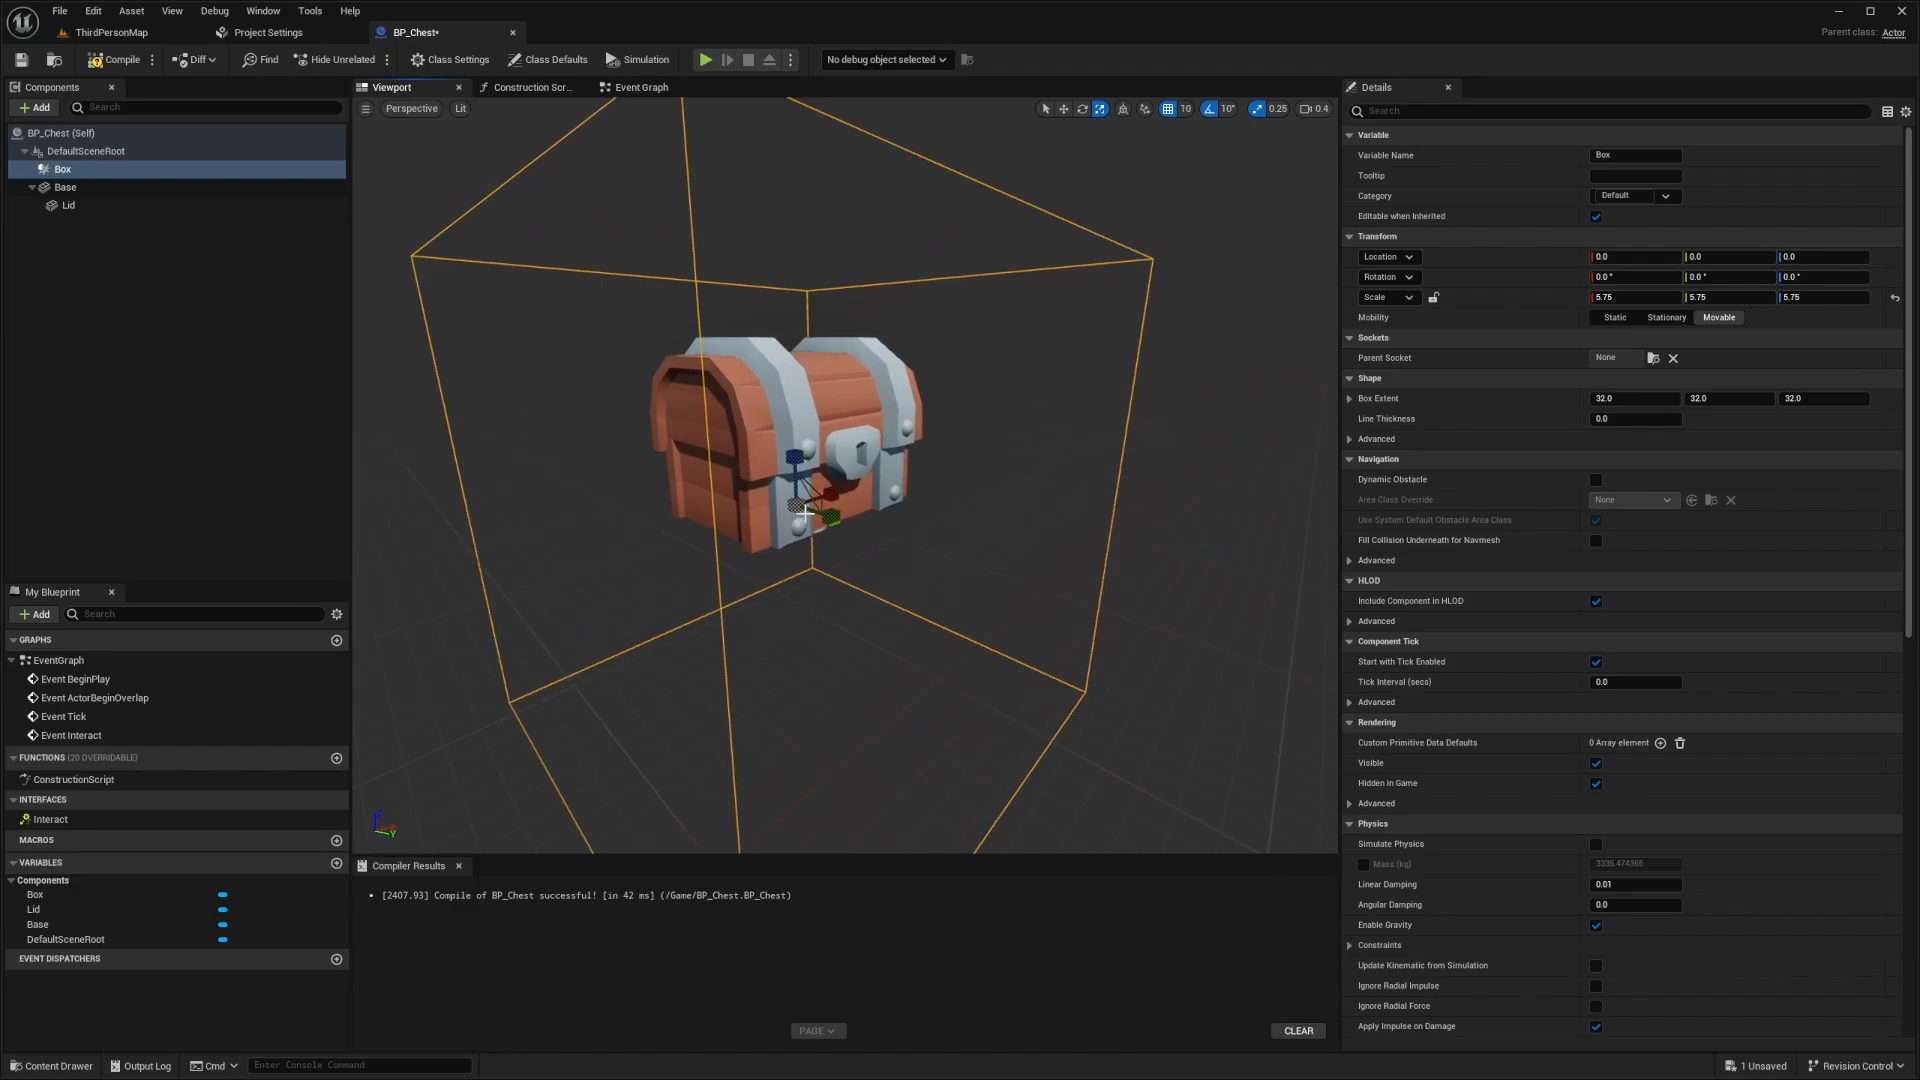 File Edit Asset View Debug Window Tools Help
ThirdPersonMap Project Settings BP_Chest•
Parent class: Actor
Compile Diff Find Hide Unrelated Class Settings Class Defaults Simulation No debug object selected
Components
Viewport Construction Scr... Event Graph
Details
Add Search
Perspective Lit 10 10° 0.25 0.4
Search
BP_Chest (Self)
DefaultSceneRoot
Box
Base
Lid
Variable
Variable Name Box
Tooltip
Category Default
Editable when Inherited
Transform
Location 0.0 0.0 0.0
Rotation 0.0 ° 0.0 ° 0.0 °
Scale 5.75 5.75 5.75
Mobility Static Stationary Movable
Sockets
Parent Socket None
Shape
Box Extent 32.0 32.0 32.0
Line Thickness 0.0
Advanced
Navigation
Dynamic Obstacle
Area Class Override None
Use System Default Obstacle Area Class
Fill Collision Underneath for Navmesh
Advanced
HLOD
Include Component in HLOD
Advanced
Component Tick
Start with Tick Enabled
Tick Interval (secs) 0.0
Advanced
Rendering
Custom Primitive Data Defaults 0 Array element
Visible
Hidden in Game
Advanced
Physics
Simulate Physics
Mass (kg) 3335.474365
Linear Damping 0.01
Angular Damping 0.0
Enable Gravity
Constraints
Update Kinematic from Simulation
Ignore Radial Impulse
Ignore Radial Force
Apply Impulse on Damage
My Blueprint
Add Search
GRAPHS
EventGraph
Event BeginPlay
Event ActorBeginOverlap
Event Tick
Event Interact
FUNCTIONS (20 OVERRIDABLE)
ConstructionScript
INTERFACES
Interact
MACROS
VARIABLES
Components
Box
Lid
Base
DefaultSceneRoot
EVENT DISPATCHERS
Compiler Results
• [2407.93] Compile of BP_Chest successful! [in 42 ms] (/Game/BP_Chest.BP_Chest)
PAGE CLEAR
Content Drawer Output Log Cmd Enter Console Command 1 Unsaved Revision Control